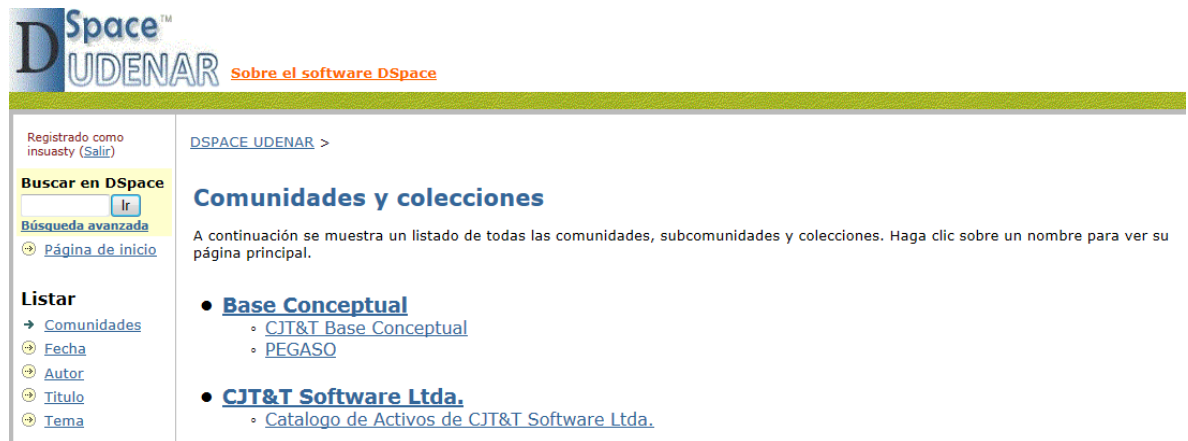 DSpace™
UDENAR Sobre el software DSpace
Registrado como
insuasty (Salir)
Buscar en DSpace
Ir
Búsqueda avanzada
Página de inicio
Listar
Comunidades
Fecha
Autor
Titulo
Tema
DSPACE UDENAR >
Comunidades y colecciones
A continuación se muestra un listado de todas las comunidades, subcomunidades y colecciones. Haga clic sobre un nombre para ver su
página principal.
Base Conceptual
CJT&T Base Conceptual
PEGASO
CJT&T Software Ltda.
Catalogo de Activos de CJT&T Software Ltda.